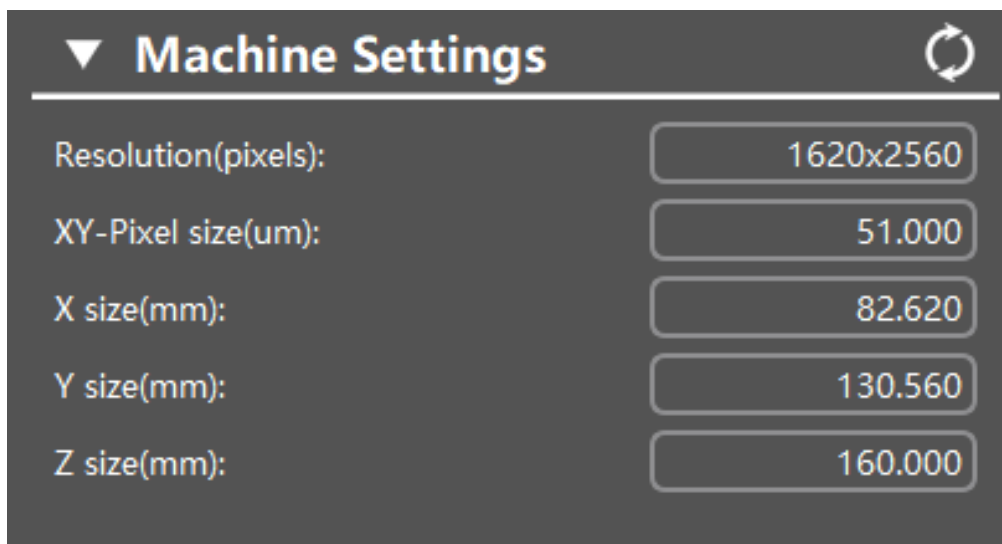 Machine Settings
Resolution(pixels): 1620x2560
XY-Pixel size(um): 51.000
X size(mm): 82.620
Y size(mm): 130.560
Z size(mm): 160.000